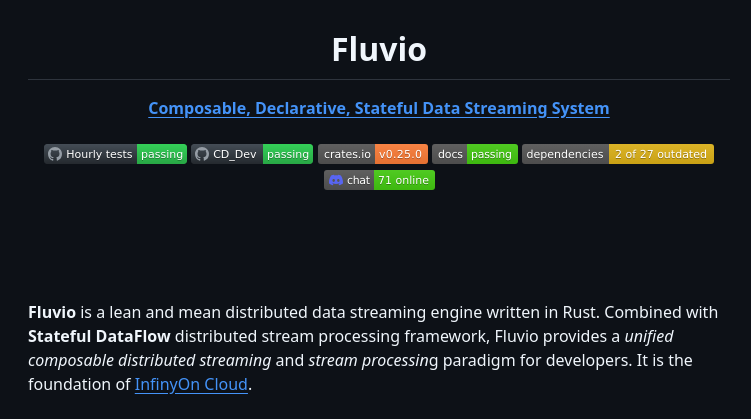 Fluvio
Composable, Declarative, Stateful Data Streaming System
Hourly tests passing CD_Dev passing crates.io v0.25.0 docs passing dependencies 2 of 27 outdated
chat 71 online
Fluvio is a lean and mean distributed data streaming engine written in Rust. Combined with
Stateful DataFlow distributed stream processing framework, Fluvio provides a unified
composable distributed streaming and stream processing paradigm for developers. It is the
foundation of InfinyOn Cloud.